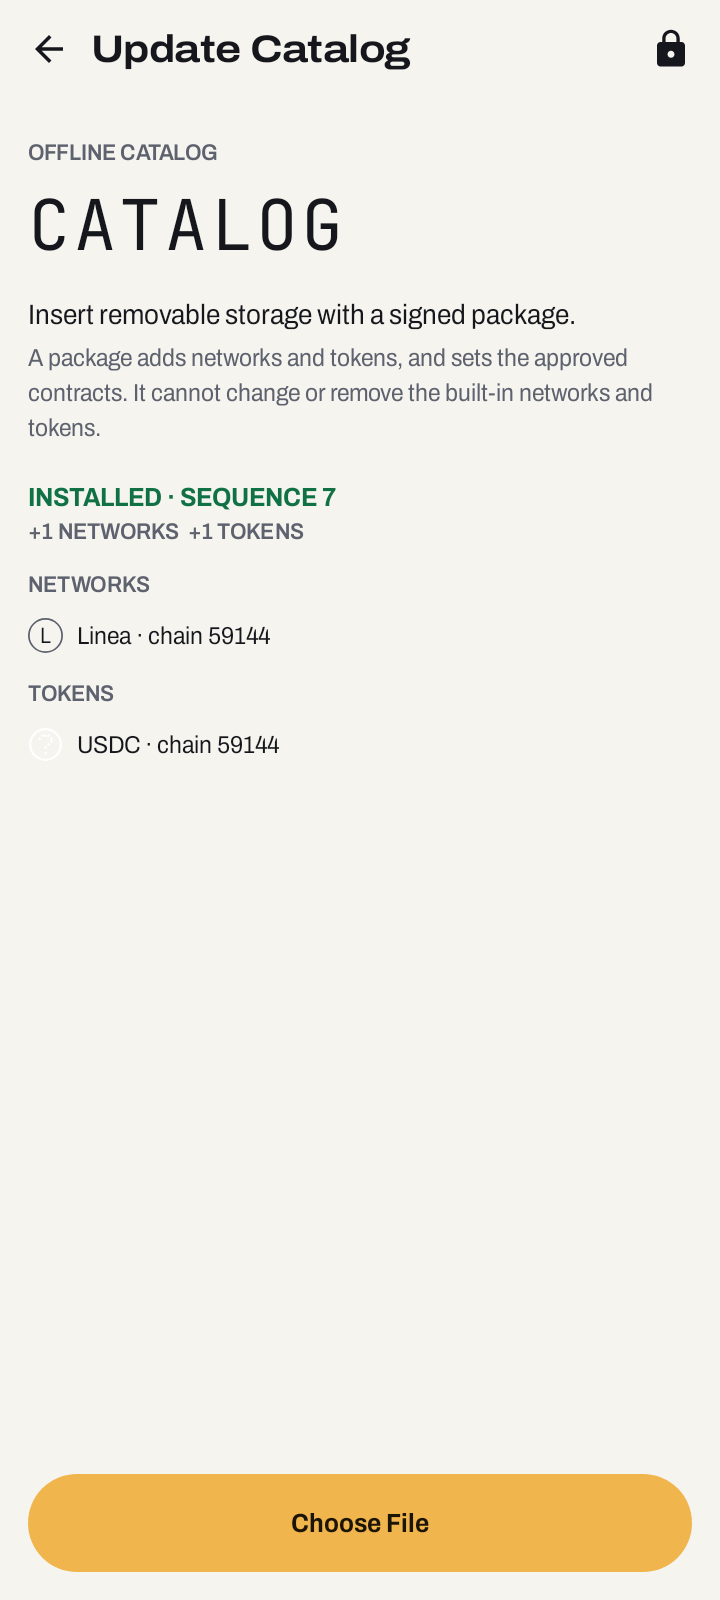 Update Catalog
OFFLINE CATALOG
CATALOG
Insert removable storage with a signed package.
A package adds networks and tokens, and sets the approved
contracts. It cannot change or remove the built-in networks and
tokens.
INSTALLED · SEQUENCE 7
+1 NETWORKS +1 TOKENS
NETWORKS
L Linea · chain 59144
TOKENS
? USDC · chain 59144
Choose File